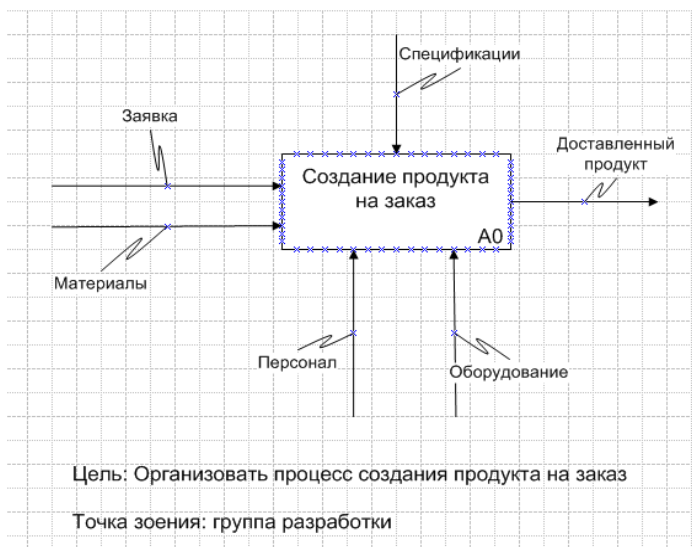 Спецификации
Заявка
Доставленный
продукт
Создание продукта
на заказ
A0
Материалы
Персонал
Оборудование
Цель: Организовать процесс создания продукта на заказ
Точка зоения: группа разработки